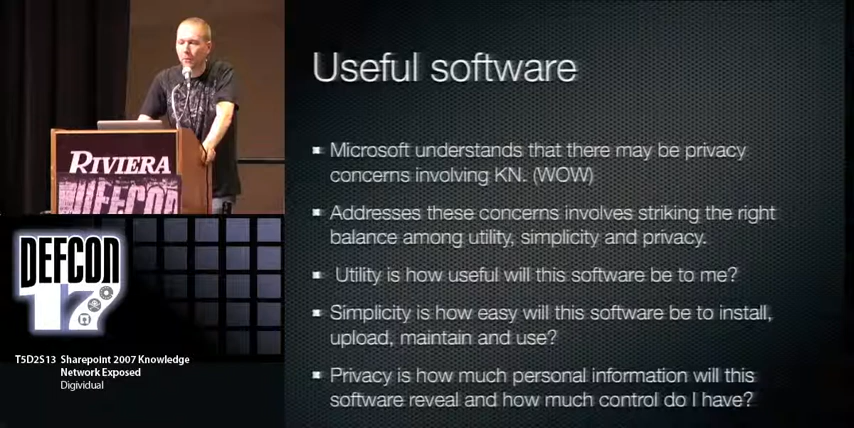 Useful software
Microsoft understands that there may be privacy
concerns involving KN. (WOW)
Addresses these concerns involves striking the right
balance among utility, simplicity and privacy.
Utility is how useful will this software be to me?
Simplicity is how easy will this software be to install,
upload, maintain and use?
Privacy is how much personal information will this
software reveal and how much control do I have?
RIVIERA
DEFCON
DEFCON
17
T5D2S13 Sharepoint 2007 Knowledge
Network Exposed
Digividual